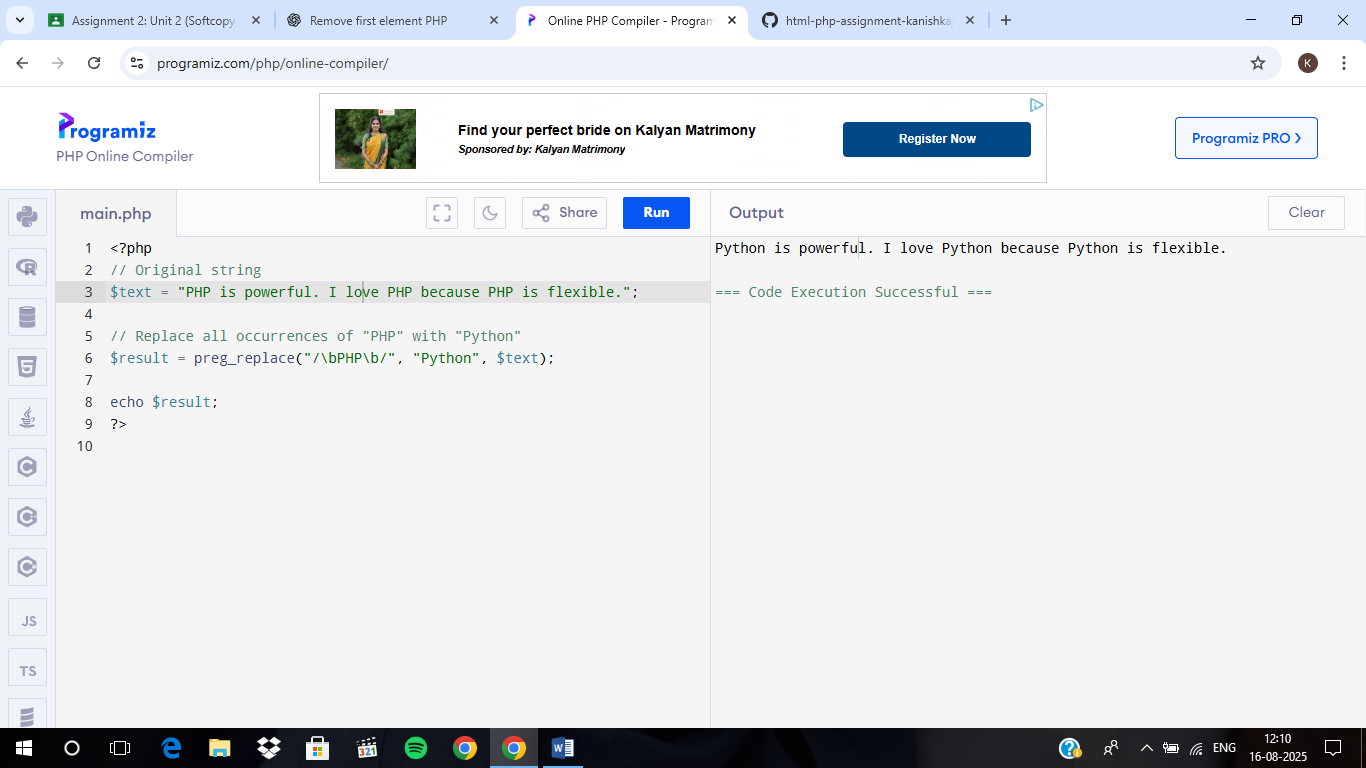 Assignment 2: Unit 2 (Softcopy
Remove first element PHP
Online PHP Compiler - Program
html-php-assignment-kanishka
programiz.com/php/online-compiler/
K
Programiz
PHP Online Compiler
Find your perfect bride on Kalyan Matrimony
Sponsored by: Kalyan Matrimony
Register Now
Programiz PRO >
main.php
Share
Run
Output
Clear
1 <?php
2 // Original string
3 $text = "PHP is powerful. I love PHP because PHP is flexible.";
4
5 // Replace all occurrences of "PHP" with "Python"
6 $result = preg_replace("/\bPHP\b/", "Python", $text);
7
8 echo $result;
9 ?>
10
Python is powerful. I love Python because Python is flexible.
=== Code Execution Successful ===
JS
TS
321
ENG
12:10
16-08-2025